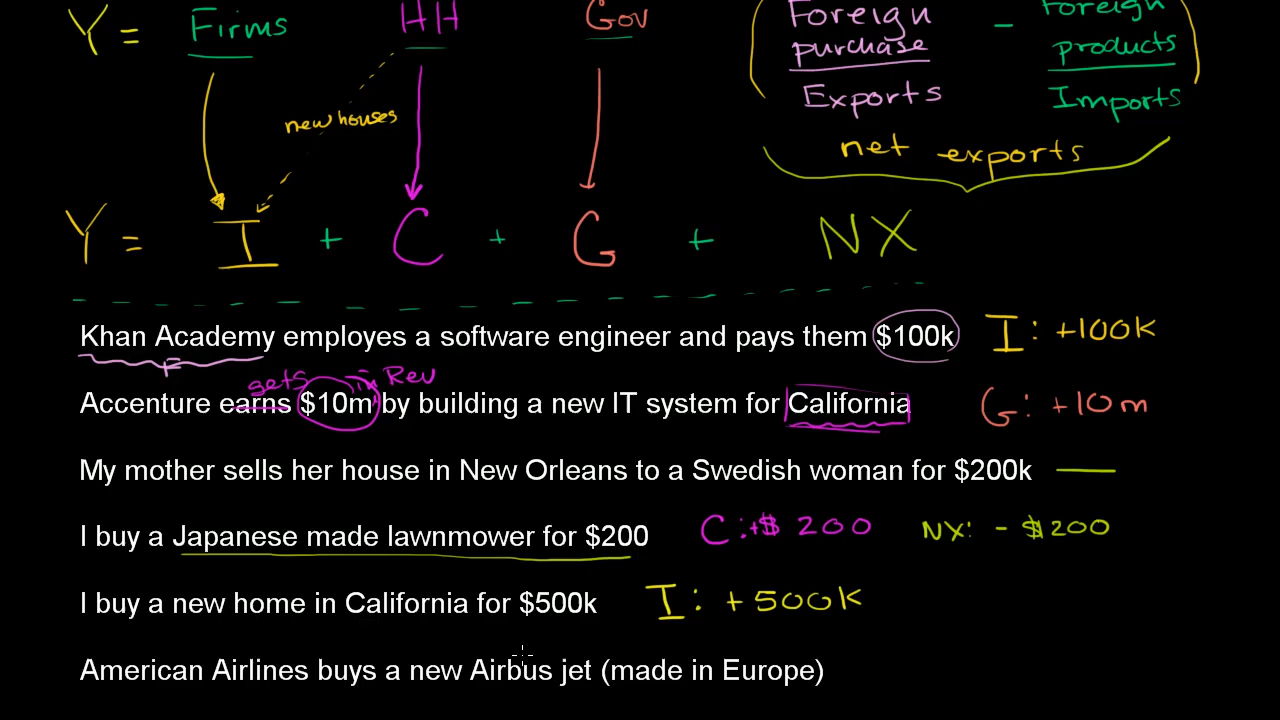 Y = Firms HH Gov Foreign purchase - Foreign products
Exports Imports
new houses
net exports
Y = I + C + G + NX
Khan Academy employes a software engineer and pays them $100k I: +100k
gets in Rev
Accenture earns $10m by building a new IT system for California G: +10m
My mother sells her house in New Orleans to a Swedish woman for $200k —
I buy a Japanese made lawnmower for $200 C: +$ 200 NX: - $200
I buy a new home in California for $500k I: +500k
American Airlines buys a new Airbus jet (made in Europe)